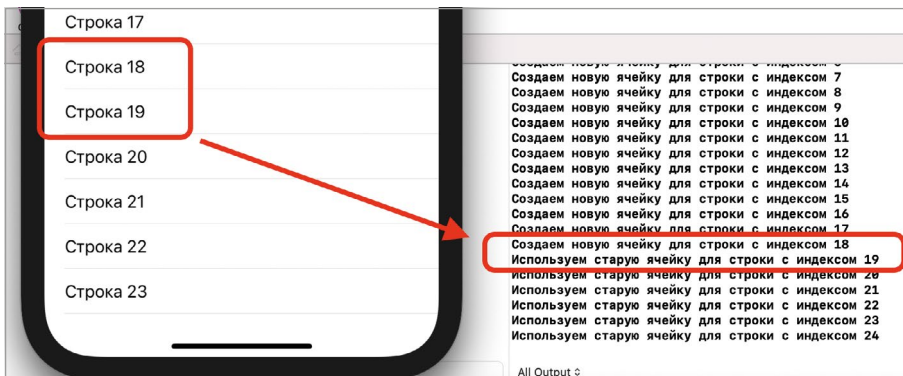 Строка 17
Строка 18
Строка 19
Строка 20
Строка 21
Строка 22
Строка 23
Создаем новую ячейку для строки с индексом 7
Создаем новую ячейку для строки с индексом 8
Создаем новую ячейку для строки с индексом 9
Создаем новую ячейку для строки с индексом 10
Создаем новую ячейку для строки с индексом 11
Создаем новую ячейку для строки с индексом 12
Создаем новую ячейку для строки с индексом 13
Создаем новую ячейку для строки с индексом 14
Создаем новую ячейку для строки с индексом 15
Создаем новую ячейку для строки с индексом 16
Создаем новую ячейку для строки с индексом 17
Создаем новую ячейку для строки с индексом 18
Используем старую ячейку для строки с индексом 19
Используем старую ячейку для строки с индексом 20
Используем старую ячейку для строки с индексом 21
Используем старую ячейку для строки с индексом 22
Используем старую ячейку для строки с индексом 23
Используем старую ячейку для строки с индексом 24
All Output